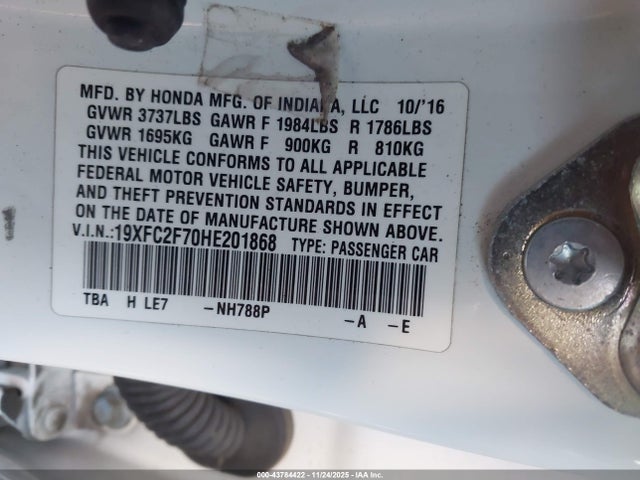 MFD. BY HONDA MFG. OF INDIANA, LLC 10/'16
GVWR 3737LBS GAWR F 1984LBS R 1786LBS
GVWR 1695KG GAWR F 900KG R 810KG
THIS VEHICLE CONFORMS TO ALL APPLICABLE
FEDERAL MOTOR VEHICLE SAFETY, BUMPER,
AND THEFT PREVENTION STANDARDS IN EFFECT
ON THE DATE OF MANUFACTURE SHOWN ABOVE.
V.I.N.:19XFC2F70HE201868 TYPE: PASSENGER CAR
TBA H LE7 -NH788P -A -E
000-43784422 - 11/24/2025 - IAA Inc.